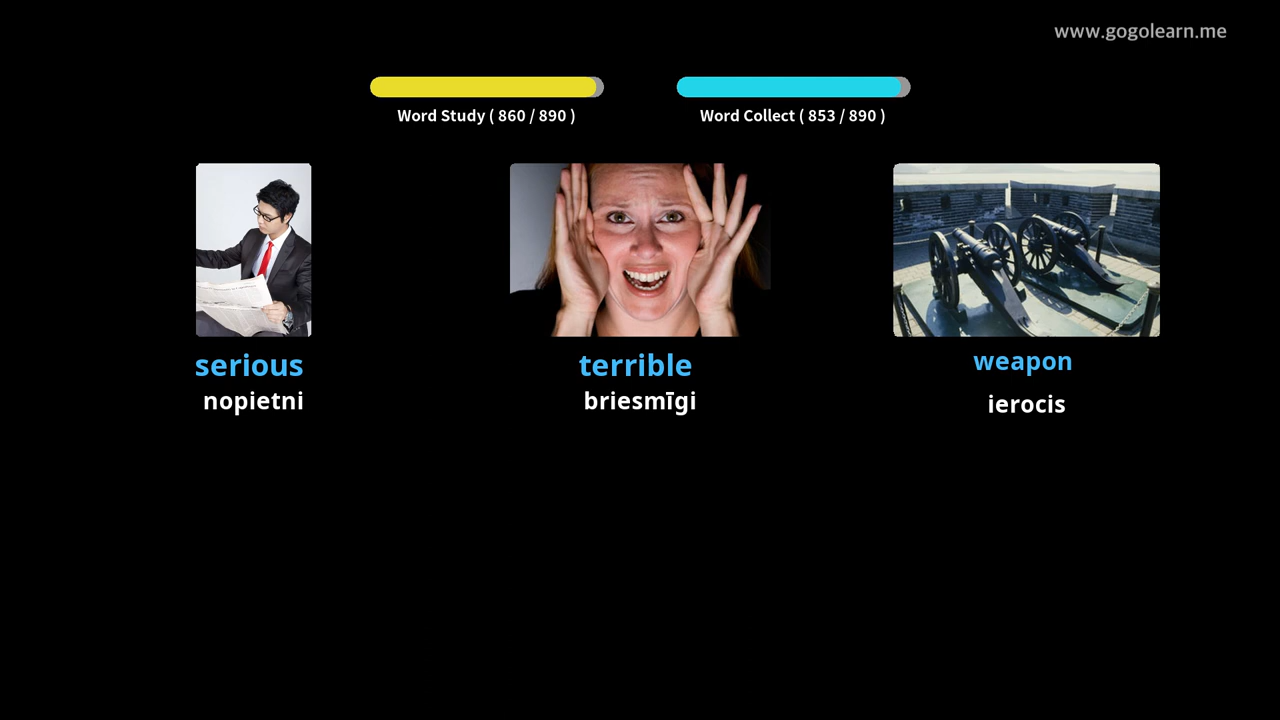 www.gogolearn.me
Word Study ( 860 / 890 )
Word Collect ( 853 / 890 )
serious
nopietni
terrible
briesmīgi
weapon
ierocis